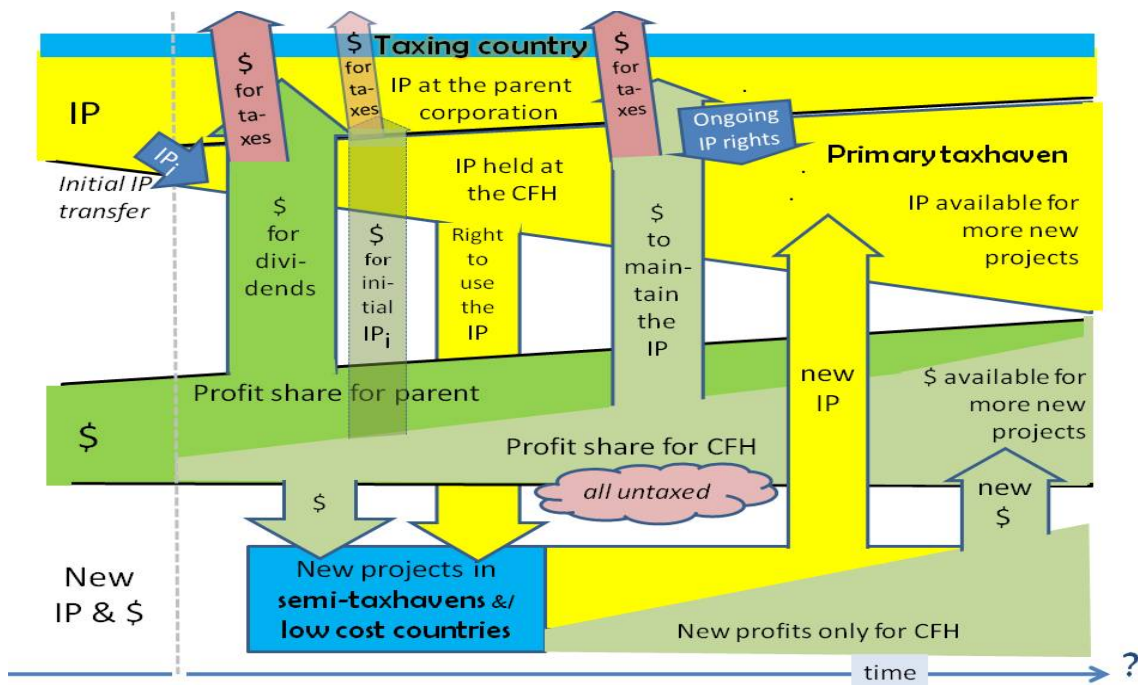 Taxing country
$
for
ta-
xes
$
for
ta-
xes
$
for
ta-
xes
IP
IP at the parent
corporation
Ongoing
IP rights
IPi
Initial IP
transfer
IP held at
the CFH
Primary taxhaven
IP available for
more new
projects
$
for
divi-
dends
$
for
ini-
tial
IPi
Right
to
use
the
IP
$
to
main-
tain
the
IP
new
IP
Profit share for parent
$
$ available for
more new
projects
Profit share for CFH
all untaxed
$
new
$
New
IP & $
New projects in
semi-taxhavens &/
low cost countries
New profits only for CFH
time
?